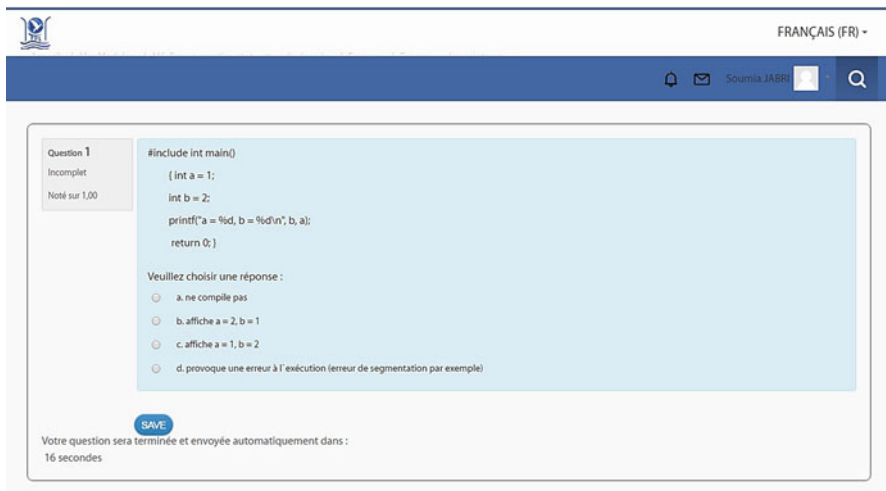 FRANÇAIS (FR)
Soumia JABRI
Question 1
Incomplet
Noté sur 1,00
#include int main()
{ int a = 1;
int b = 2;
printf("a = %d, b = %d\n", b, a);
return 0; }
Veuillez choisir une réponse :
a. ne compile pas
b. affiche a = 2, b = 1
c. affiche a = 1, b = 2
d. provoque une erreur à l`exécution (erreur de segmentation par exemple)
SAVE
Votre question sera terminée et envoyée automatiquement dans :
16 secondes